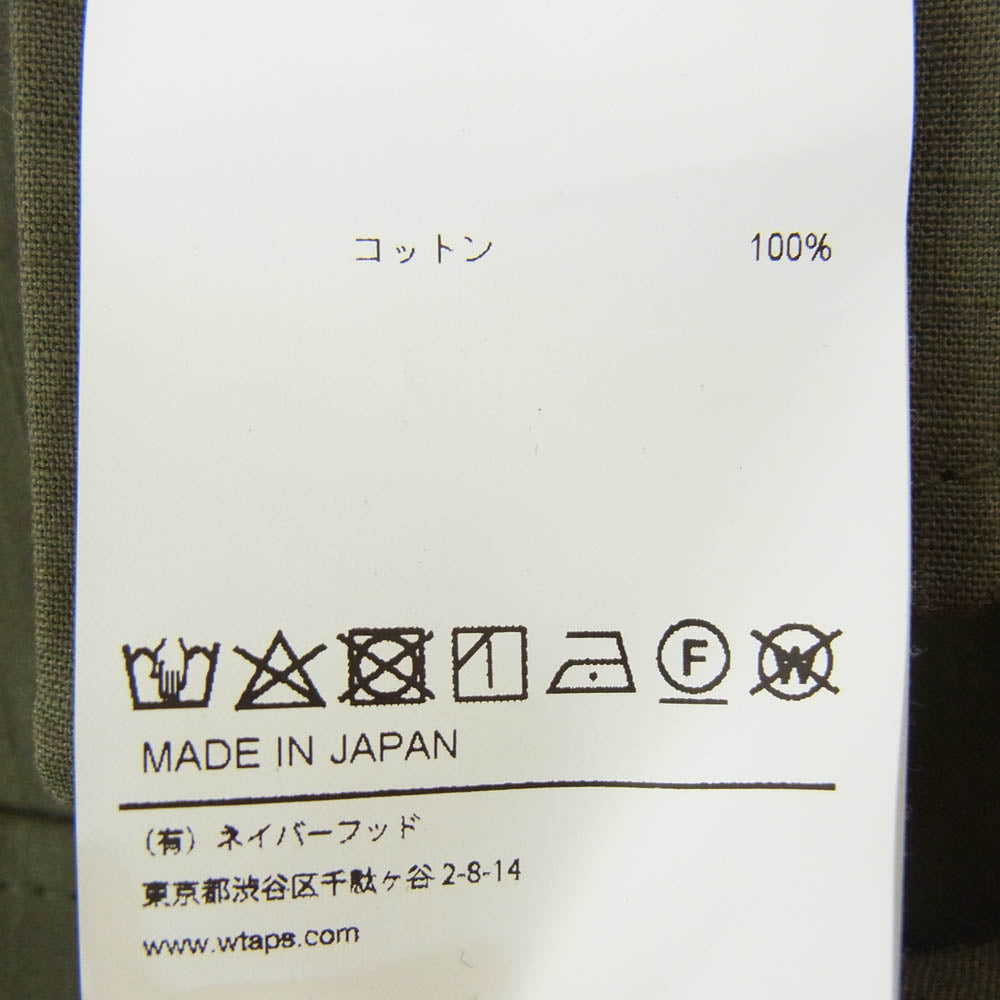 コットン 100%
F W
MADE IN JAPAN
(有) ネイバーフッド
東京都渋谷区千駄ヶ谷 2-8-14
www.wtaps.com